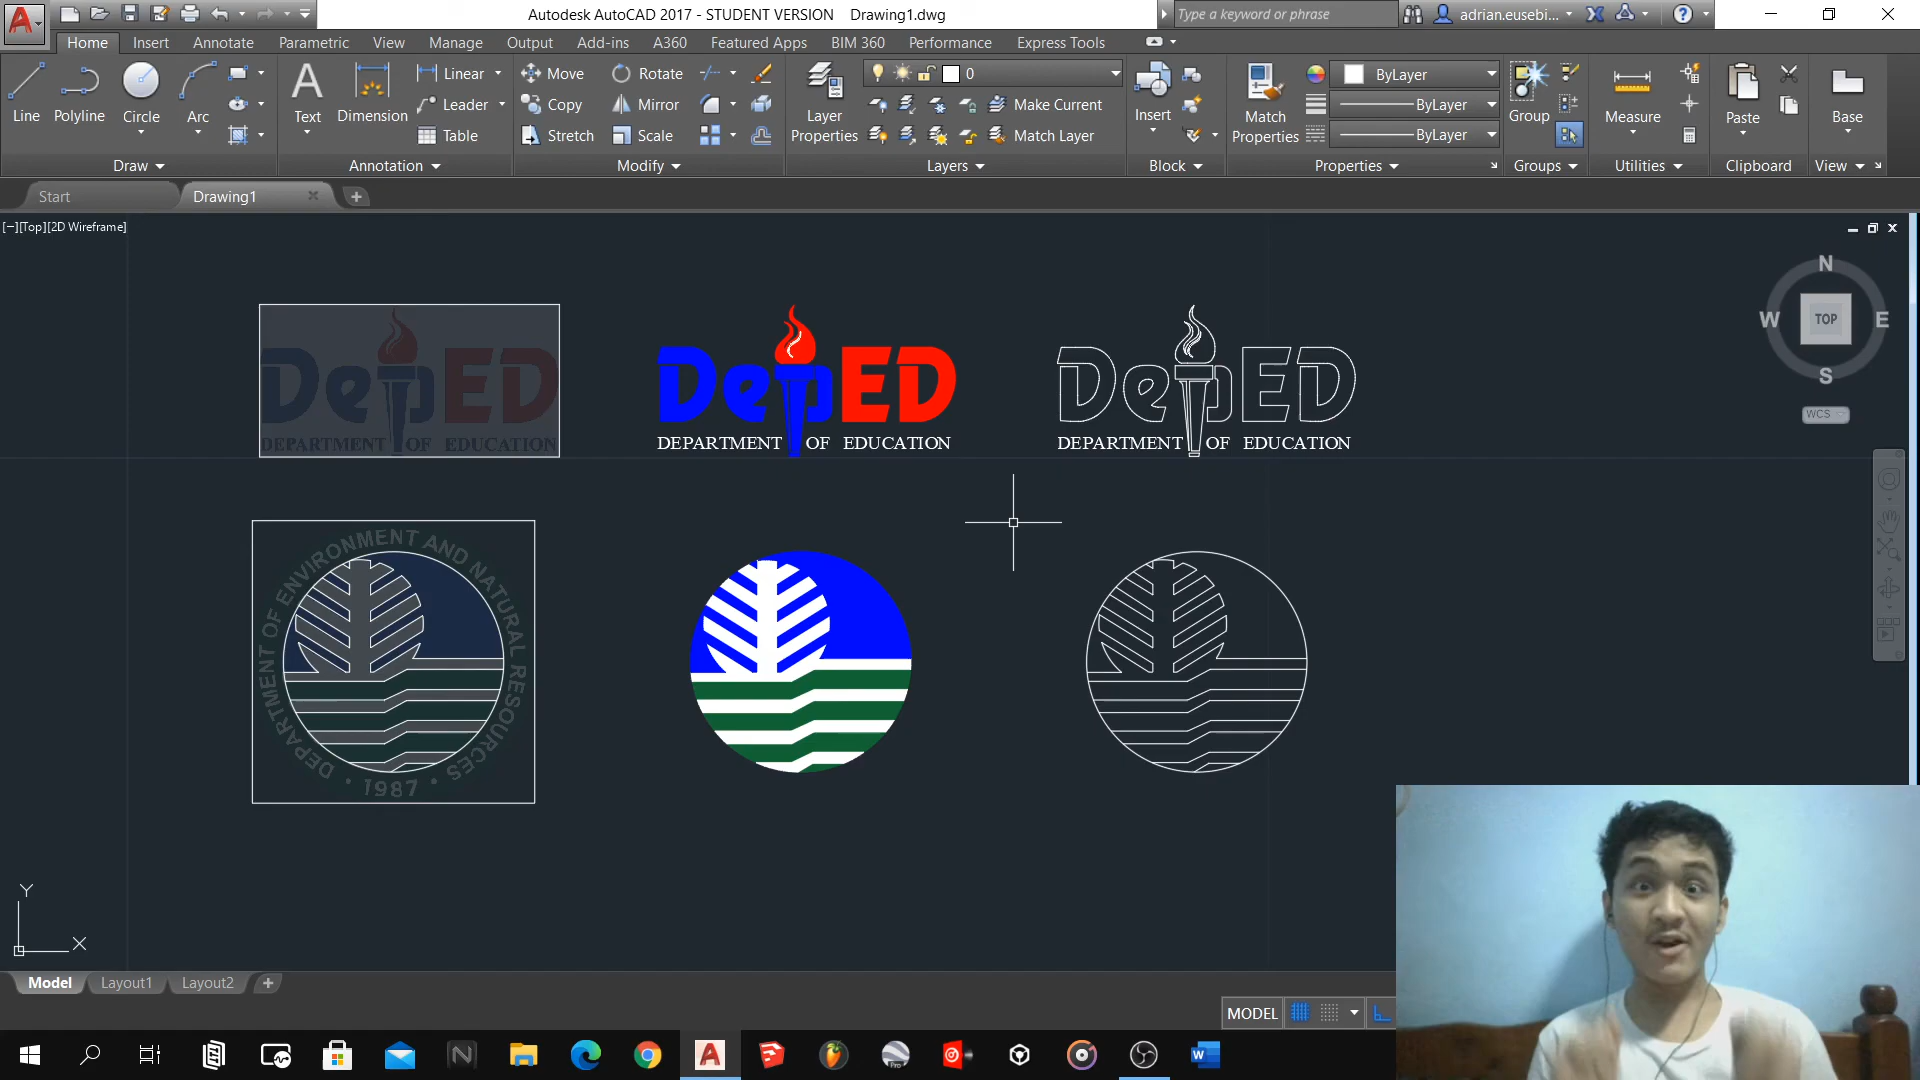 Autodesk AutoCAD 2017 - STUDENT VERSION Drawing1.dwg
Type a keyword or phrase
adrian.eusebi...
Home Insert Annotate Parametric View Manage Output Add-ins A360 Featured Apps BIM 360 Performance Express Tools
Line Polyline Circle Arc
Text Dimension
Linear
Leader
Table
Move Rotate
Copy Mirror
Stretch Scale
Layer Properties
0
Make Current
Match Layer
Insert
Match Properties
ByLayer
ByLayer
ByLayer
Group
Measure
Paste
Base
Draw Annotation Modify Layers Block Properties Groups Utilities Clipboard View
Start Drawing1
[−][Top][2D Wireframe]
N
W TOP E
S
WCS
DepED
DEPARTMENT OF EDUCATION
DepED
DEPARTMENT OF EDUCATION
DepED
DEPARTMENT OF EDUCATION
DEPARTMENT OF ENVIRONMENT AND NATURAL RESOURCES
• 1987 •
Y
X
Model Layout1 Layout2
MODEL
Pro